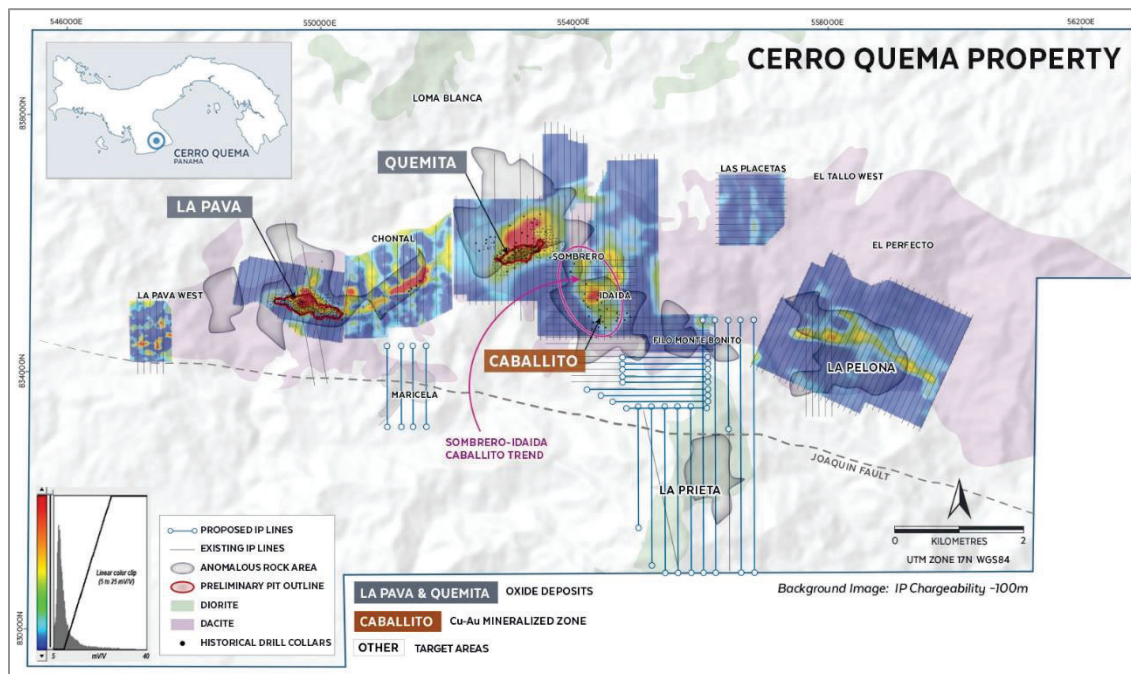 546000E
550000E
554000E
558000E
56200E
CERRO QUEMA PROPERTY
838000N
834000N
830000N
CERRO QUEMA
PANAMA
LOMA BLANCA
QUEMITA
LA PAVA
CHONTAL
LAS PLACETAS
EL TALLO WEST
EL PERFECTO
LA PAVA WEST
SOMBRERO
IDAIDA
FILO MONTE BONITO
CABALLITO
LA PELONA
MARICELA
SOMBRERO-IDAIDA
CABALLITO TREND
JOAQUIN FAULT
LA PRIETA
0
2
KILOMETRES
UTM ZONE 17N WGS84
Linear color clip
(5 to 25 mV/V)
5
mV/V
40
PROPOSED IP LINES
EXISTING IP LINES
ANOMALOUS ROCK AREA
PRELIMINARY PIT OUTLINE
DIORITE
DACITE
HISTORICAL DRILL COLLARS
LA PAVA & QUEMITA OXIDE DEPOSITS
CABALLITO Cu-Au MINERALIZED ZONE
OTHER TARGET AREAS
Background Image: IP Chargeability -100m